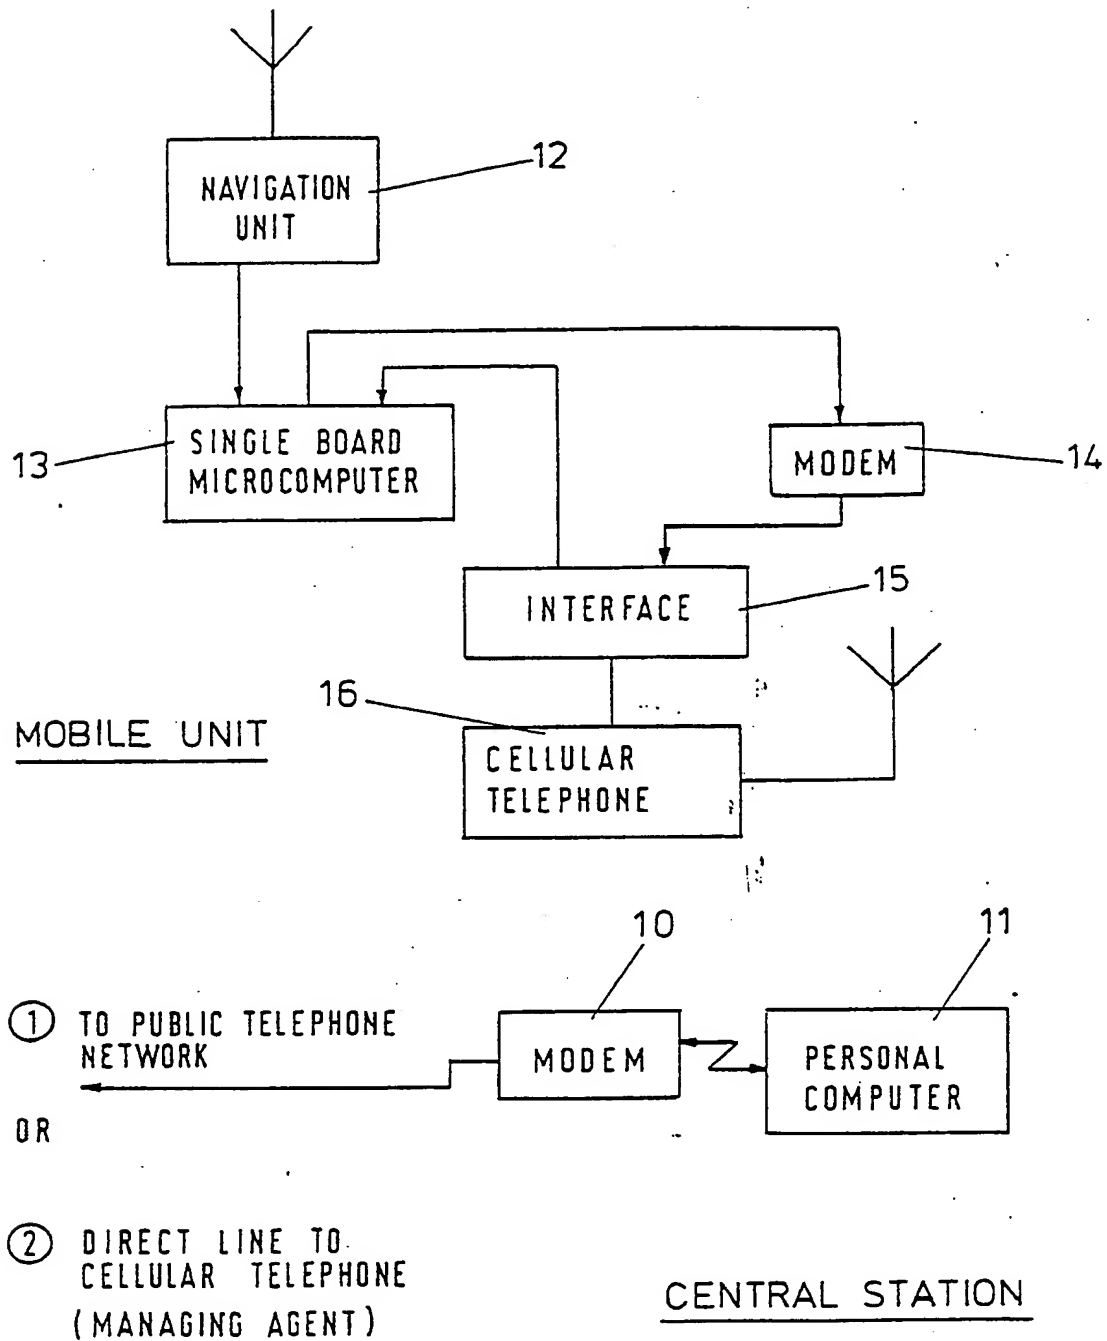 12
NAVIGATION
UNIT
13
SINGLE BOARD
MICROCOMPUTER
MODEM
14
INTERFACE
15
16
MOBILE UNIT
CELLULAR
TELEPHONE
10
11
1 TO PUBLIC TELEPHONE
NETWORK
MODEM
PERSONAL
COMPUTER
OR
2 DIRECT LINE TO
CELLULAR TELEPHONE
(MANAGING AGENT)
CENTRAL STATION